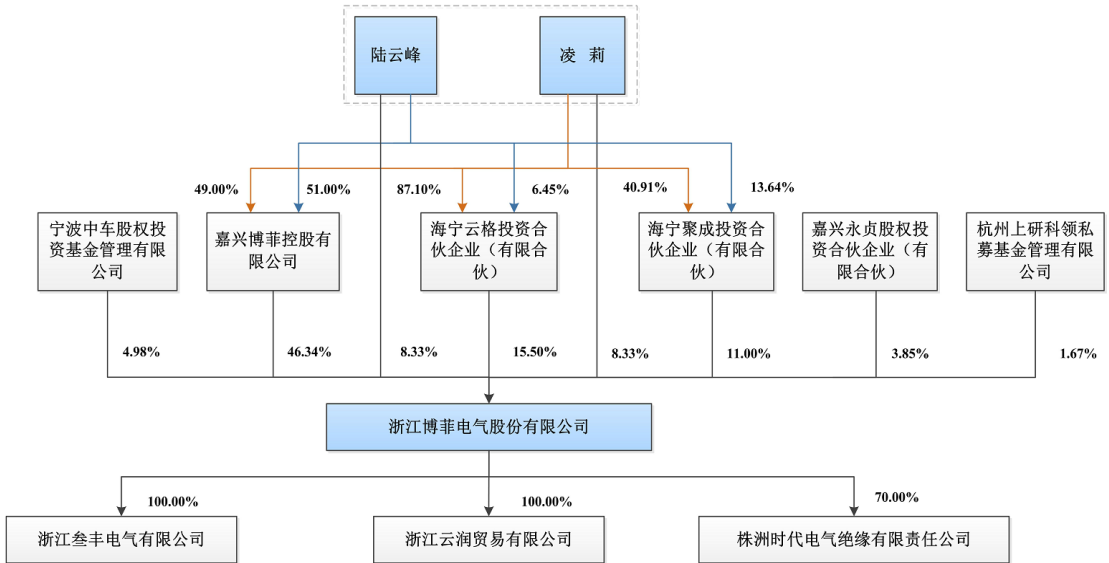 陆云峰
凌 莉
49.00%
51.00%
87.10%
6.45%
40.91%
13.64%
宁波中车股权投
资基金管理有限
公司
嘉兴博菲控股有
限公司
海宁云格投资合
伙企业（有限合
伙）
海宁聚成投资合
伙企业（有限合
伙）
嘉兴永贞股权投
资合伙企业（有
限合伙）
杭州上研科领私
募基金管理有限
公司
4.98%
46.34%
8.33%
15.50%
8.33%
11.00%
3.85%
1.67%
浙江博菲电气股份有限公司
100.00%
100.00%
70.00%
浙江叁丰电气有限公司
浙江云润贸易有限公司
株洲时代电气绝缘有限责任公司